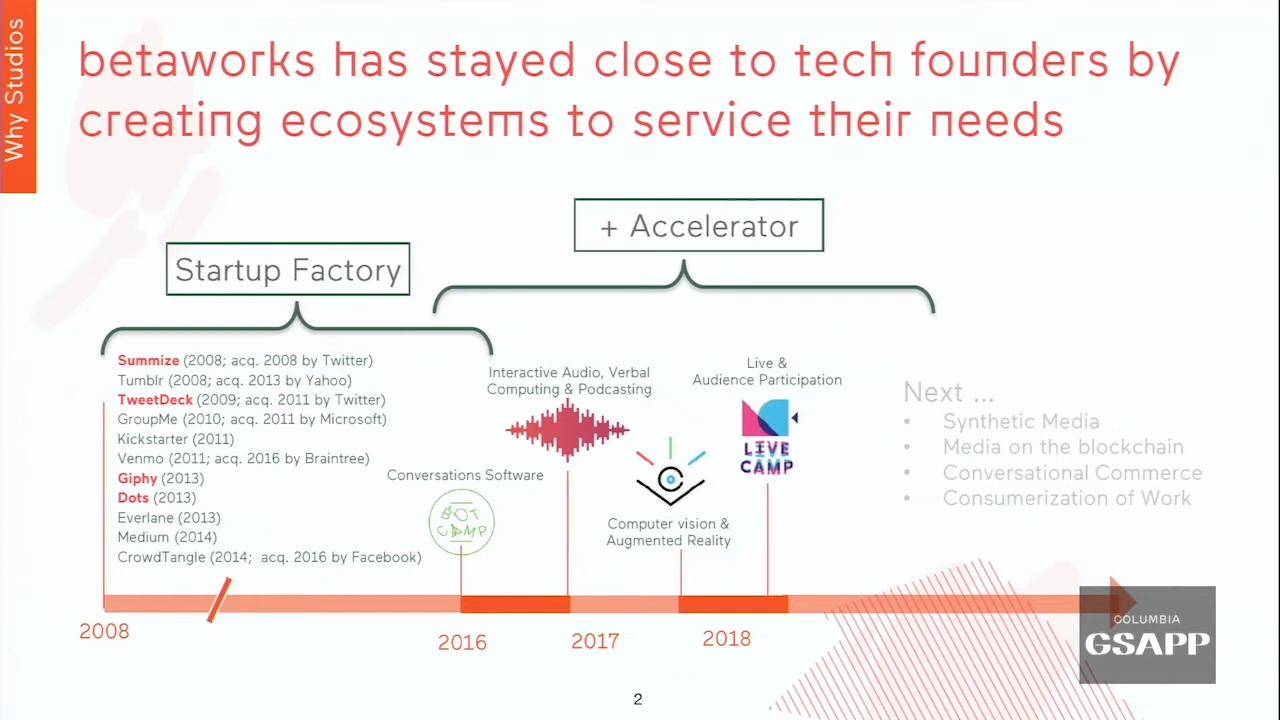 Why Studios
betaworks has stayed close to tech founders by
creating ecosystems to service their needs
+ Accelerator
Startup Factory
Summize (2008; acq. 2008 by Twitter)
Tumblr (2008; acq. 2013 by Yahoo)
TweetDeck (2009; acq. 2011 by Twitter)
GroupMe (2010; acq. 2011 by Microsoft)
Kickstarter (2011)
Venmo (2011; acq. 2016 by Braintree)
Giphy (2013)
Dots (2013)
Everlane (2013)
Medium (2014)
CrowdTangle (2014; acq. 2016 by Facebook)
Conversations Software
BOT
CAMP
Interactive Audio, Verbal
Computing & Podcasting
Computer vision &
Augmented Reality
Live &
Audience Participation
LIVE
CAMP
Next ...
• Synthetic Media
• Media on the blockchain
• Conversational Commerce
• Consumerization of Work
2008
2016
2017
2018
COLUMBIA
GSAPP
2